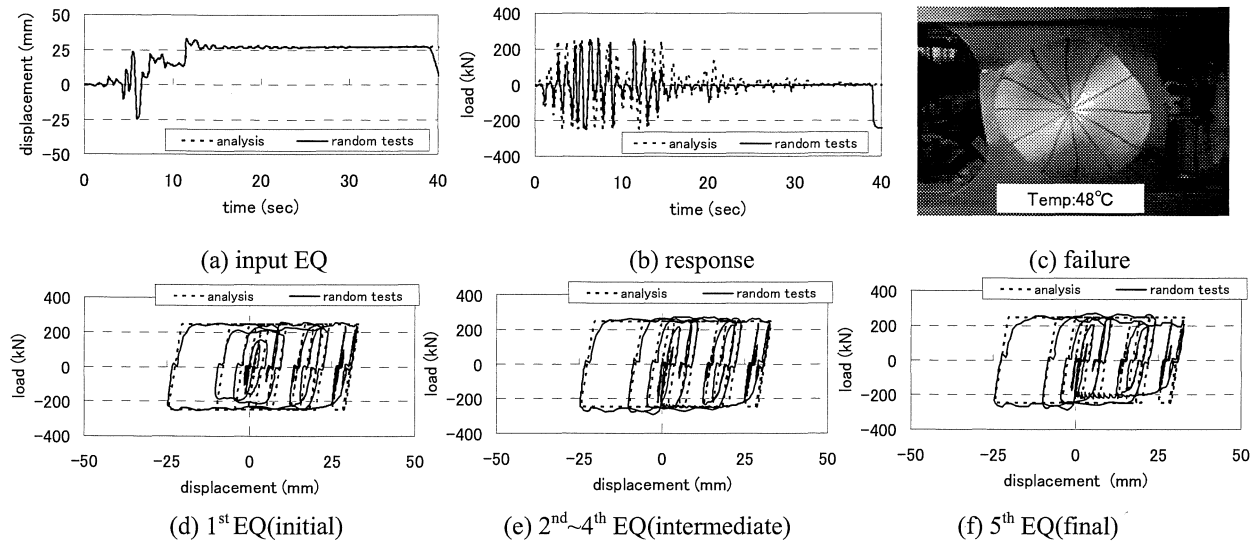 50
25
0
−25
−50
displacement (mm)
analysis
random tests
0 10 20 30 40
time (sec)
(a) input EQ
400
200
0
−200
−400
load (kN)
analysis
random tests
0 10 20 30 40
time (sec)
(b) response
Temp:48°C
(c) failure
400
200
0
−200
−400
load (kN)
analysis
random tests
−50 −25 0 25 50
displacement (mm)
(d) 1st EQ(initial)
400
200
0
−200
−400
load (kN)
analysis
random tests
−50 −25 0 25 50
displacement (mm)
(e) 2nd~4th EQ(intermediate)
400
200
0
−200
−400
load (kN)
analysis
random tests
−50 −25 0 25 50
displacement (mm)
(f) 5th EQ(final)